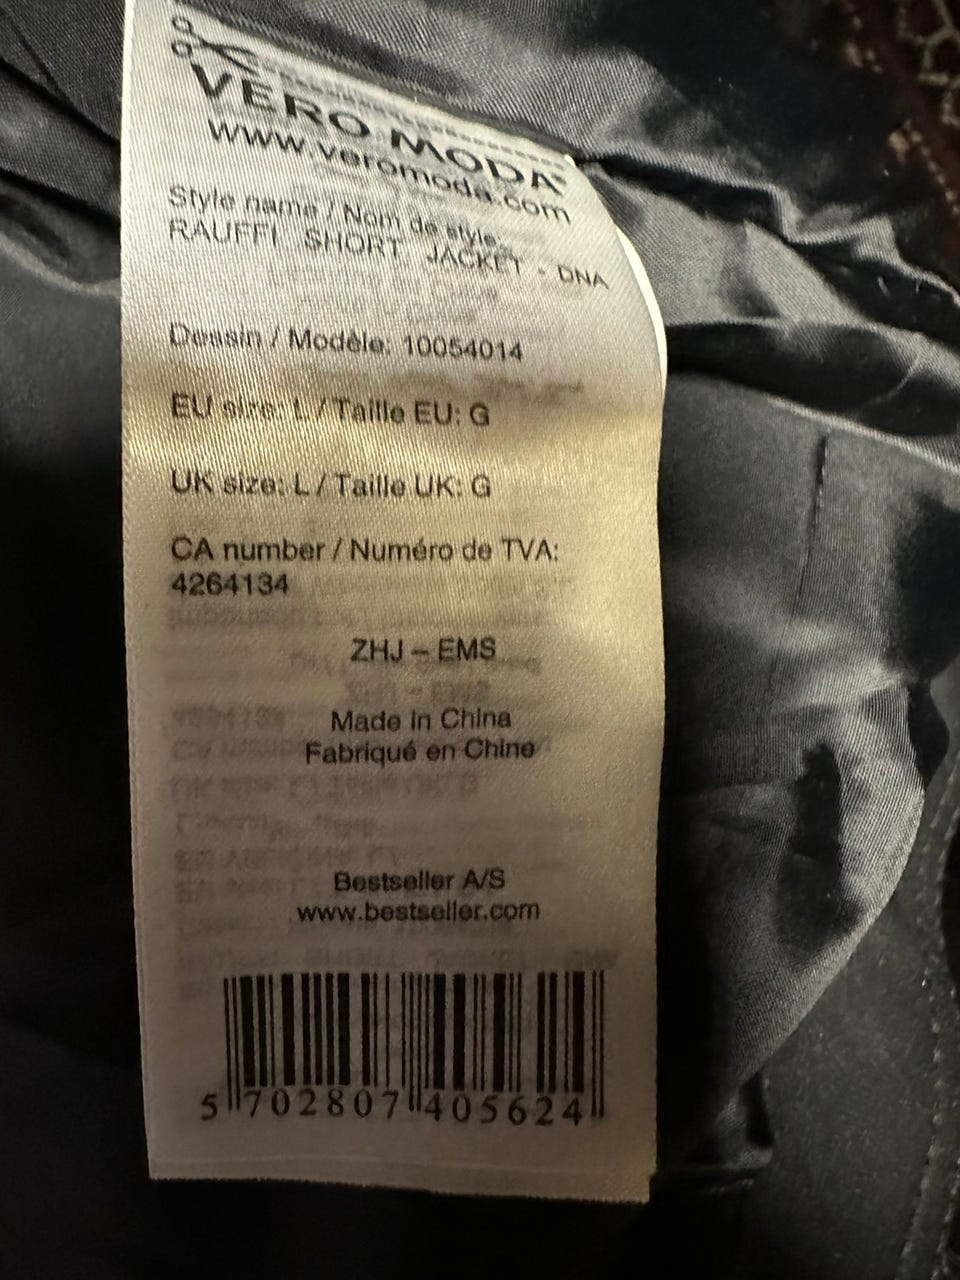 VERO MODA®
www.veromoda.com
Style name / Nom de style:
RAUFFI SHORT JACKET - DNA
Dessin / Modèle: 10054014
EU size: L / Taille EU: G
UK size: L / Taille UK: G
CA number / Numéro de TVA:
4264134
ZHJ – EMS
Made in China
Fabriqué en Chine
Bestseller A/S
www.bestseller.com
5 702807 405624